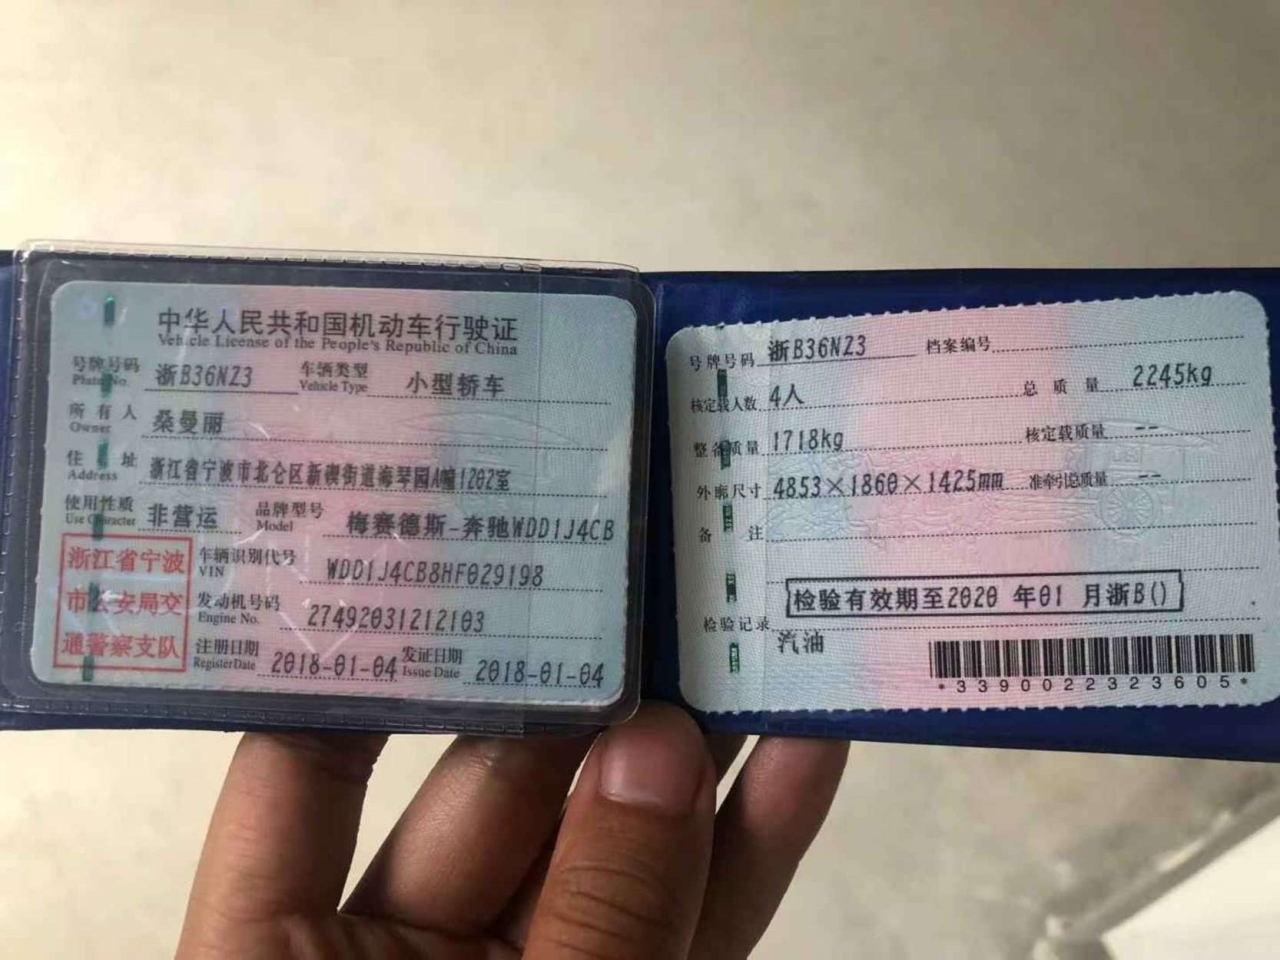 中华人民共和国机动车行驶证
Vehicle License of the People's Republic of China
号牌号码 浙B36NZ3 车辆类型 小型轿车
Plate No. Vehicle Type
所有人 桑曼丽
Owner
住址 浙江省宁波市北仑区新碶街道海琴园A幢1202室
Address
使用性质 非营运 品牌型号 梅赛德斯-奔驰WDD1J4CB
Use Character Model
浙江省宁波
市公安局交
通警察支队
车辆识别代号 WDD1J4CB8HF029198
VIN
发动机号码 27492031212103
Engine No.
注册日期 2018-01-04 发证日期 2018-01-04
Register Date Issue Date
号牌号码 浙B36NZ3 档案编号
核定载人数 4人 总质量 2245kg
整备质量 1718kg 核定载质量 --
外廓尺寸 4853×1860×1425mm 准牵引总质量 --
备注
检验有效期至2020年01月浙B()
检验记录
汽油
*3390022323605*